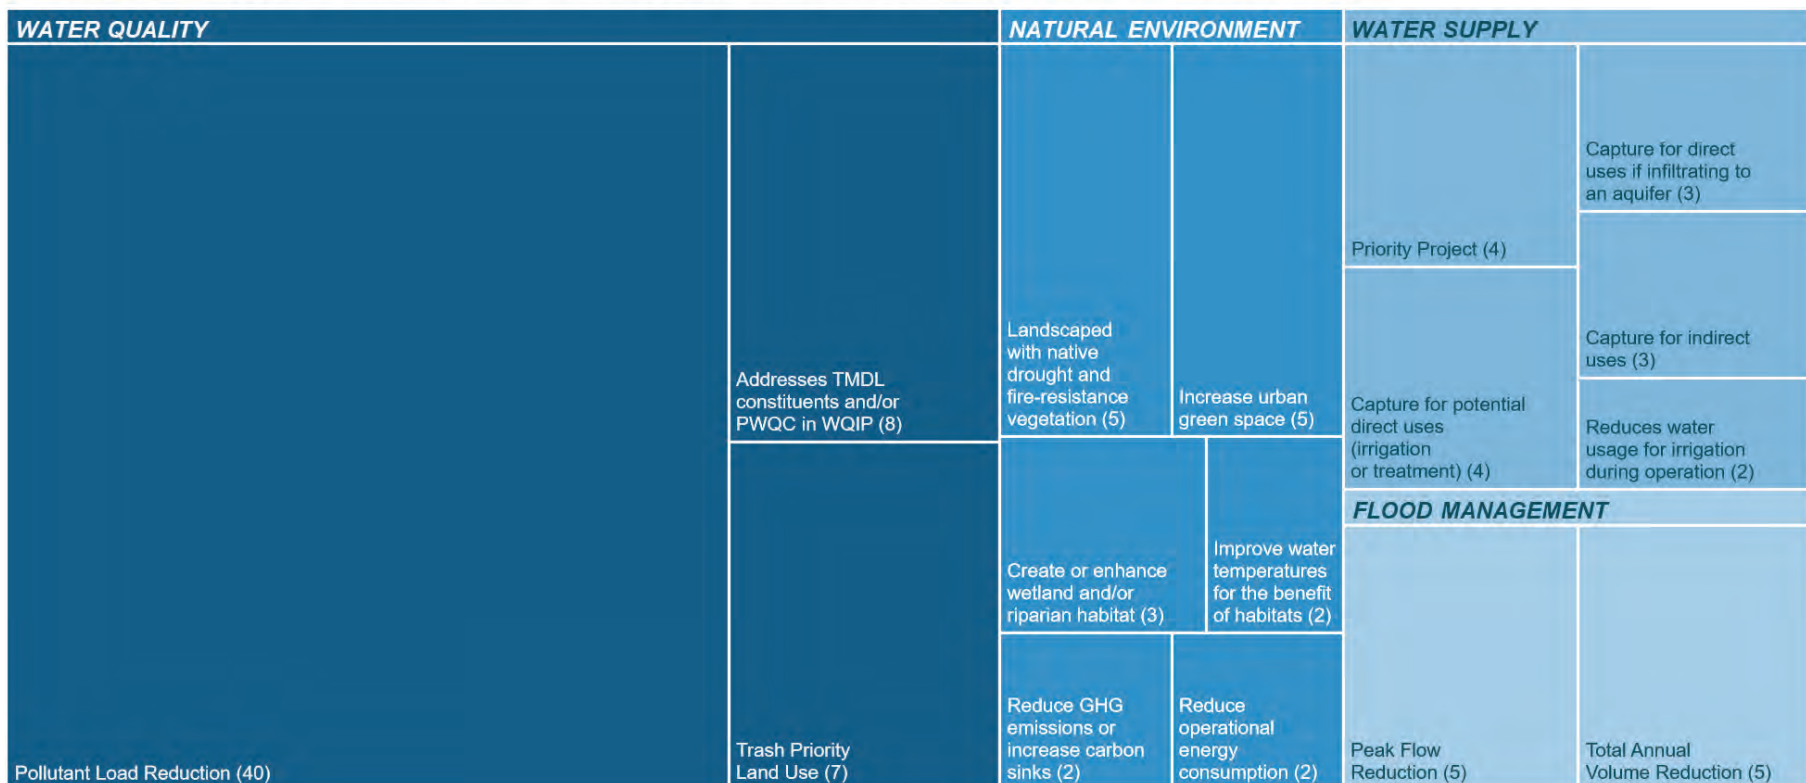 WATER QUALITY
Pollutant Load Reduction (40)
Addresses TMDL
constituents and/or
PWQC in WQIP (8)
Trash Priority
Land Use (7)
NATURAL ENVIRONMENT
Landscaped
with native
drought and
fire-resistance
vegetation (5)
Increase urban
green space (5)
Create or enhance
wetland and/or
riparian habitat (3)
Improve water
temperatures
for the benefit
of habitats (2)
Reduce GHG
emissions or
increase carbon
sinks (2)
Reduce
operational
energy
consumption (2)
WATER SUPPLY
Priority Project (4)
Capture for potential
direct uses
(irrigation
or treatment) (4)
Capture for direct
uses if infiltrating to
an aquifer (3)
Capture for indirect
uses (3)
Reduces water
usage for irrigation
during operation (2)
FLOOD MANAGEMENT
Peak Flow
Reduction (5)
Total Annual
Volume Reduction (5)